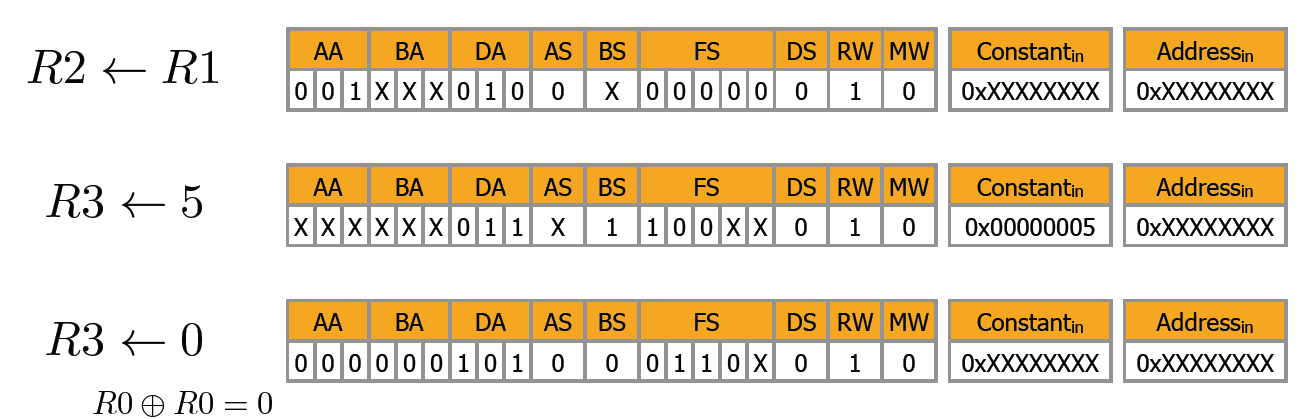 R2 ← R1
AA BA DA AS BS FS DS RW MW Constantin Addressin
0 0 1 X X X 0 1 0 0 X 0 0 0 0 0 0 1 0 0xXXXXXXXX 0xXXXXXXXX
R3 ← 5
AA BA DA AS BS FS DS RW MW Constantin Addressin
X X X X X X 0 1 1 X 1 1 0 0 X X 0 1 0 0x00000005 0xXXXXXXXX
R3 ← 0
AA BA DA AS BS FS DS RW MW Constantin Addressin
0 0 0 0 0 0 1 0 1 0 0 0 1 1 0 X 0 1 0 0xXXXXXXXX 0xXXXXXXXX
R0 ⊕ R0 = 0